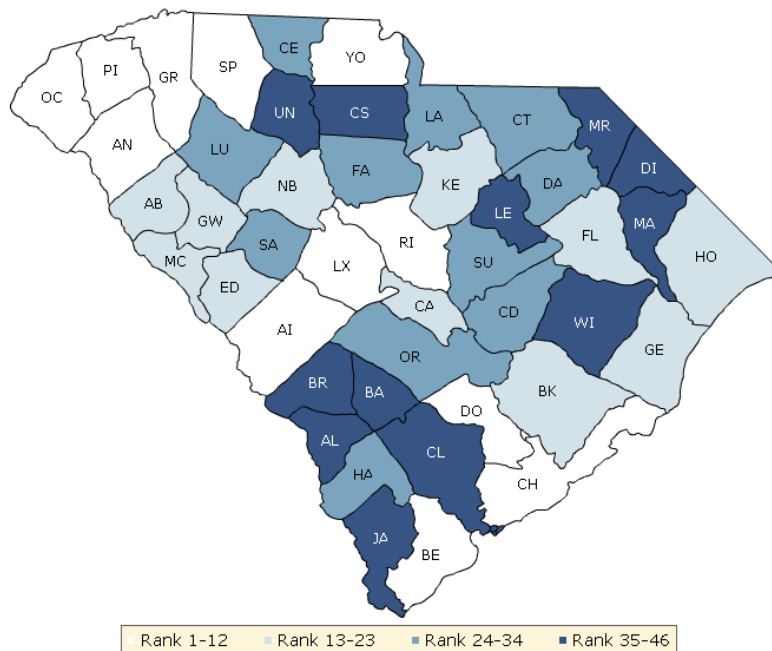 CE
YO
SP
PI
GR
OC
UN
CS
LA
CT
MR
AN
LU
DI
FA
KE
DA
NB
AB
GW
LE
MA
RI
FL
SA
HO
MC
SU
LX
ED
CA
CD
WI
AI
GE
OR
BR
BA
BK
DO
AL
CL
HA
CH
JA
BE
Rank 1-12 Rank 13-23 Rank 24-34 Rank 35-46